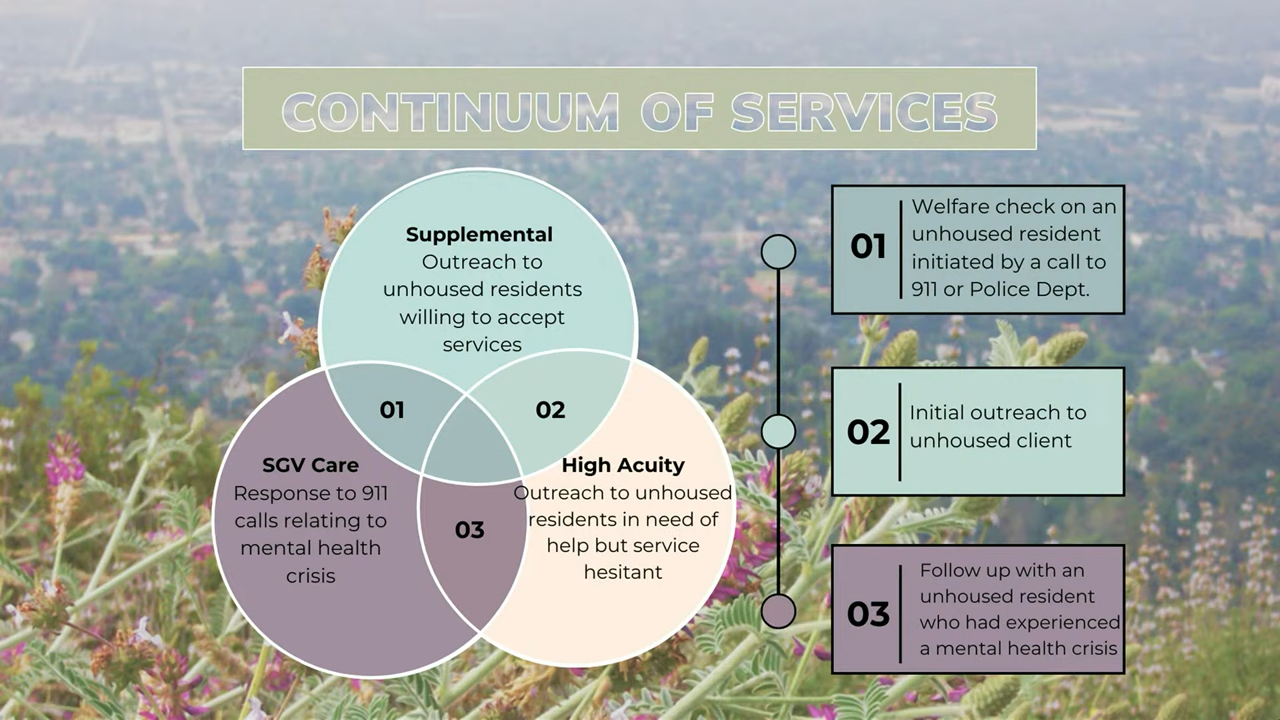 CONTINUUM OF SERVICES
Supplemental
Outreach to
unhoused residents
willing to accept
services
01
02
SGV Care
Response to 911
calls relating to
mental health
crisis
03
High Acuity
Outreach to unhoused
residents in need of
help but service
hesitant
01
Welfare check on an
unhoused resident
initiated by a call to
911 or Police Dept.
02
Initial outreach to
unhoused client
03
Follow up with an
unhoused resident
who had experienced
a mental health crisis